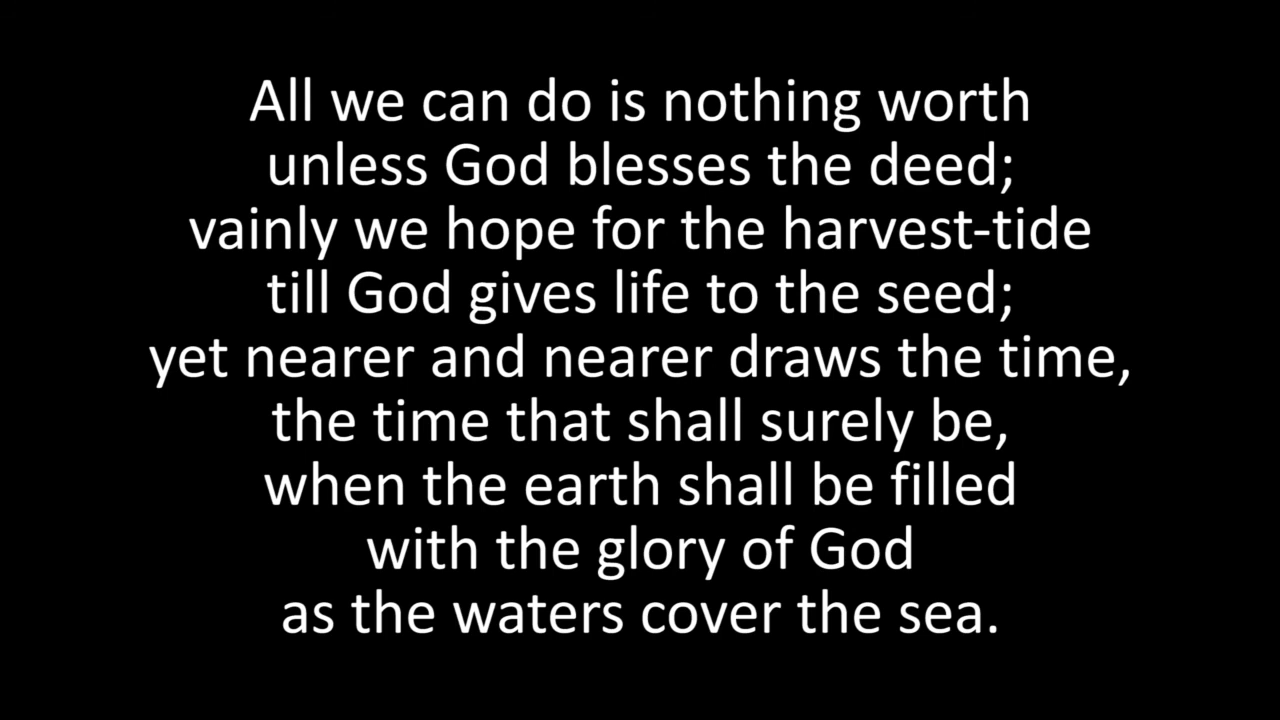 All we can do is nothing worth
unless God blesses the deed;
vainly we hope for the harvest-tide
till God gives life to the seed;
yet nearer and nearer draws the time,
the time that shall surely be,
when the earth shall be filled
with the glory of God
as the waters cover the sea.